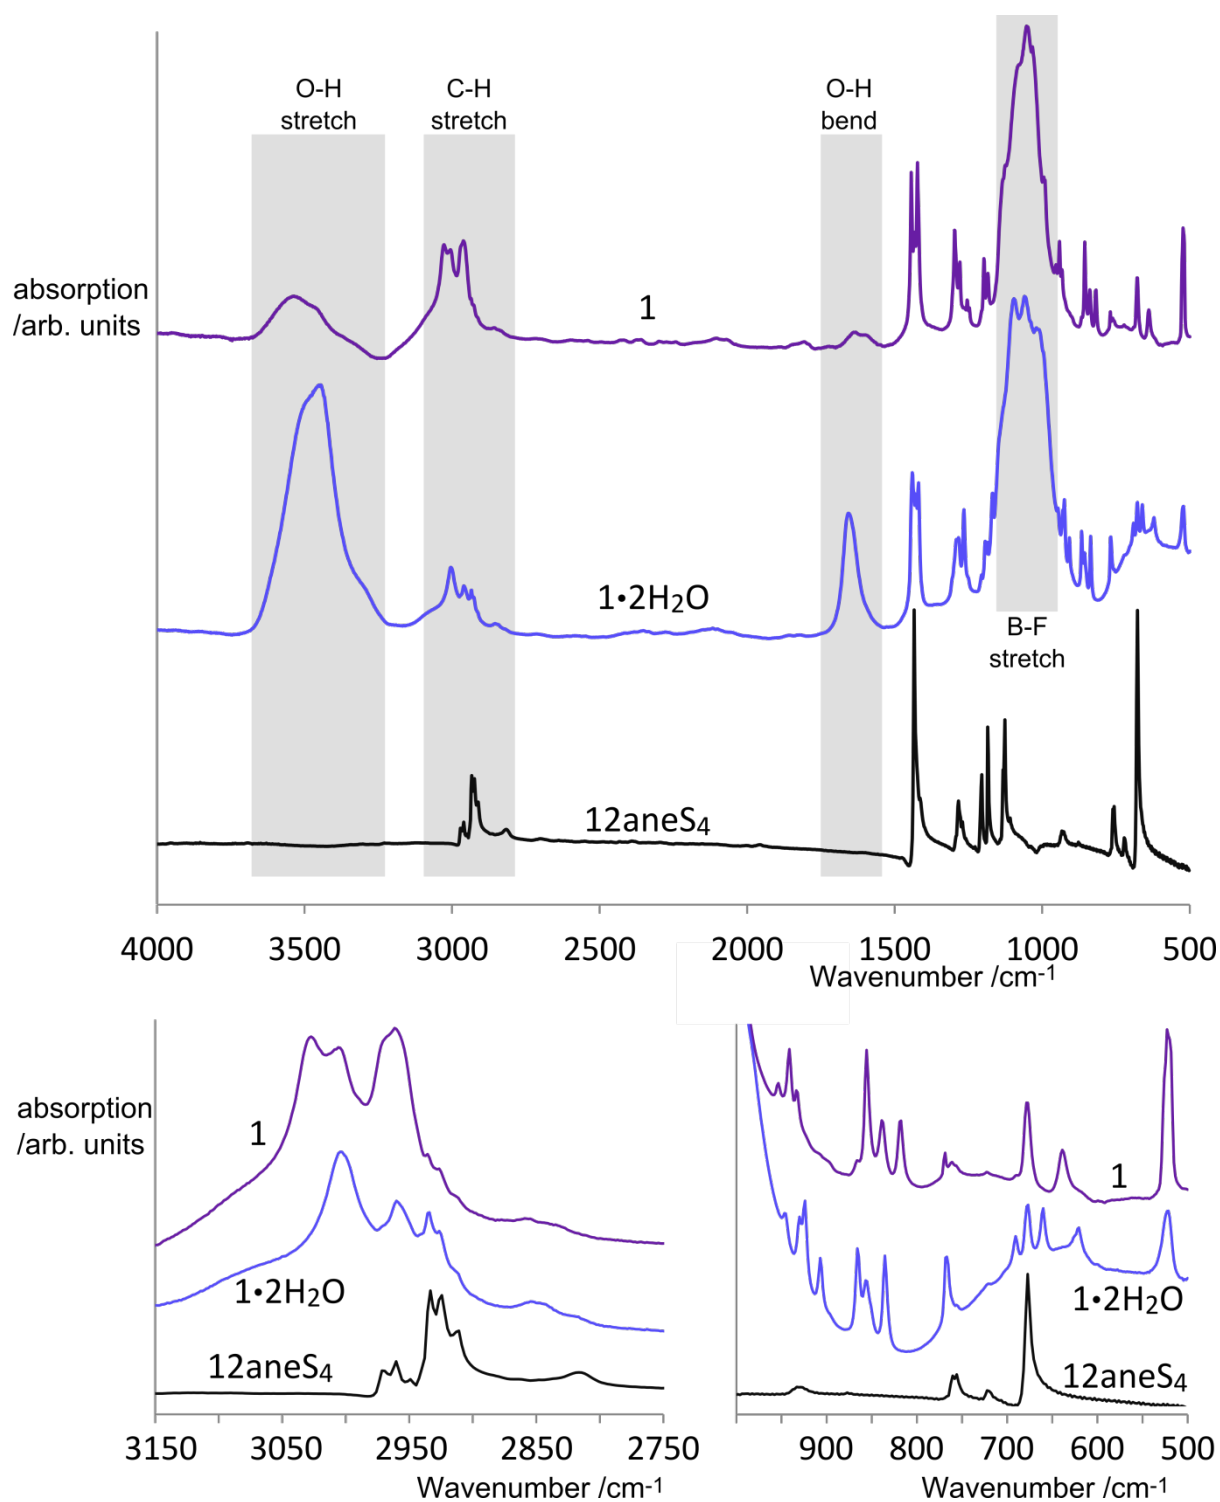 O-H
stretch
C-H
stretch
O-H
bend
absorption
/arb. units
1
1•2H2O
B-F
stretch
12aneS4
4000 3500 3000 2500 2000 1500 1000 500
Wavenumber /cm-1
absorption
/arb. units
1
1•2H2O
12aneS4
3150 3050 2950 2850 2750
Wavenumber /cm-1
1
1•2H2O
12aneS4
900 800 700 600 500
Wavenumber /cm-1